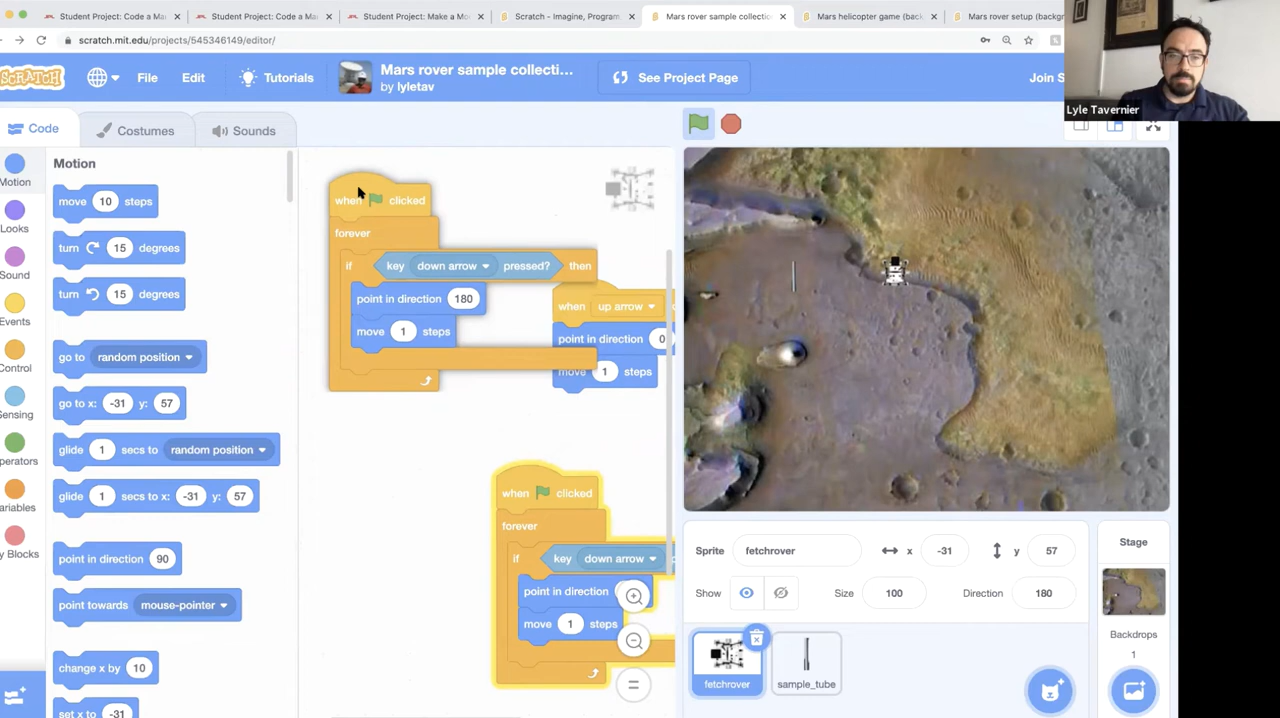 Student Project: Code a Mar
Student Project: Code a Mar
Student Project: Make a Mo
Scratch - Imagine, Program
Mars rover sample collectio
Mars helicopter game (back
Mars rover setup (backgr
scratch.mit.edu/projects/545346149/editor/
SCRATCH
File
Edit
Tutorials
Mars rover sample collecti...
by lyletav
See Project Page
Join S
Lyle Tavernier
Code
Costumes
Sounds
Motion
Looks
Sound
Events
Control
Sensing
perators
ariables
y Blocks
Motion
move 10 steps
turn 15 degrees
turn 15 degrees
go to random position
go to x: -31 y: 57
glide 1 secs to random position
glide 1 secs to x: -31 y: 57
point in direction 90
point towards mouse-pointer
change x by 10
set x to -31
when clicked
forever
if key down arrow pressed? then
point in direction 180
move 1 steps
when up arrow
point in direction 0
move 1 steps
when clicked
forever
if key down arrow
point in direction
move 1 steps
Sprite fetchrover x -31 y 57
Show Size 100 Direction 180
fetchrover
sample_tube
Stage
Backdrops
1